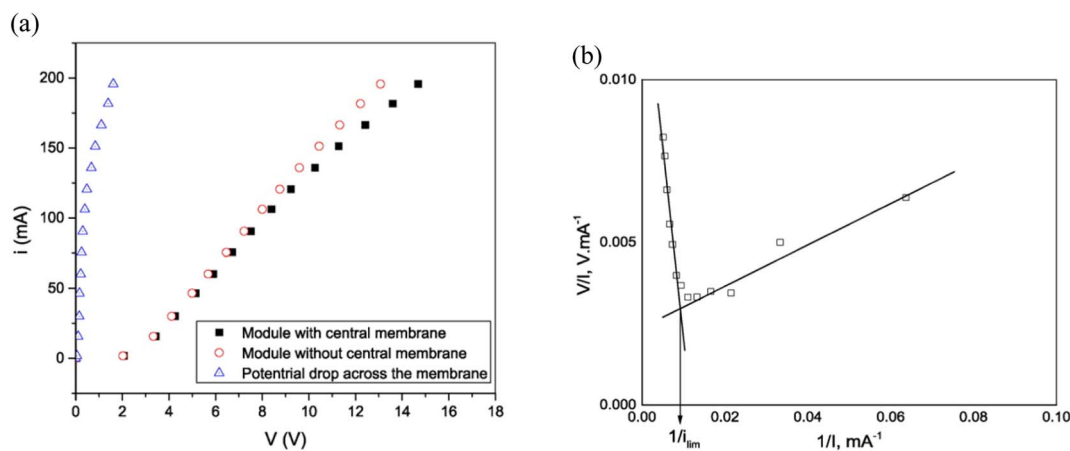 (a)
200
150
100
50
0
i (mA)
Module with central membrane
Module without central membrane
Potentrial drop across the membrane
0 2 4 6 8 10 12 14 16 18
V (V)
(b)
0.010
0.005
0.000
V/I, V.mA⁻¹
0.00 0.02 0.04 0.06 0.08 0.10
1/i_lim
1/I, mA⁻¹